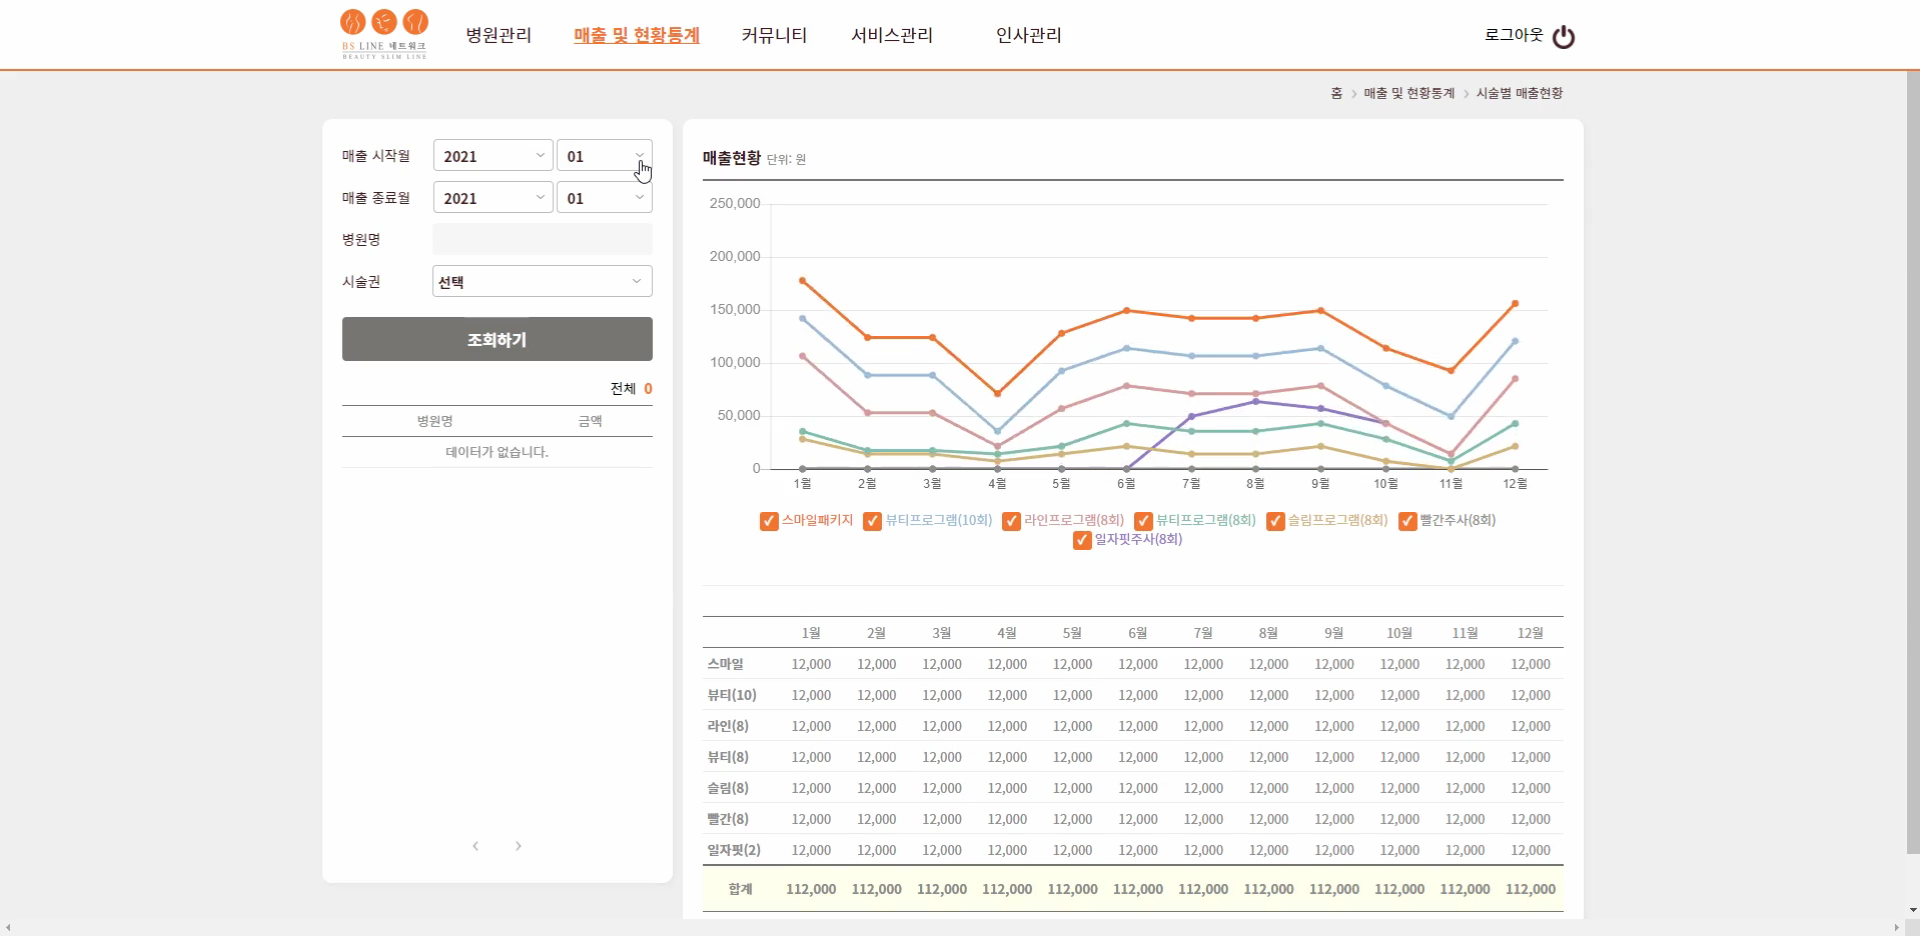 BS LINE 네트워크
BEAUTY SLIM LINE
병원관리 매출 및 현황통계 커뮤니티 서비스관리 인사관리 로그아웃
홈 > 매출 및 현황통계 > 시술별 매출현황
매출 시작월 2021 01
매출 종료월 2021 01
병원명
시술권 선택
조회하기
전체 0
병원명 금액
데이터가 없습니다.
매출현황 단위: 원
250,000
200,000
150,000
100,000
50,000
0
1월 2월 3월 4월 5월 6월 7월 8월 9월 10월 11월 12월
스마일패키지 뷰티프로그램(10회) 라인프로그램(8회) 뷰티프로그램(8회) 슬림프로그램(8회) 빨간주사(8회)
일자핏주사(8회)
1월 2월 3월 4월 5월 6월 7월 8월 9월 10월 11월 12월
스마일 12,000 12,000 12,000 12,000 12,000 12,000 12,000 12,000 12,000 12,000 12,000 12,000
뷰티(10) 12,000 12,000 12,000 12,000 12,000 12,000 12,000 12,000 12,000 12,000 12,000 12,000
라인(8) 12,000 12,000 12,000 12,000 12,000 12,000 12,000 12,000 12,000 12,000 12,000 12,000
뷰티(8) 12,000 12,000 12,000 12,000 12,000 12,000 12,000 12,000 12,000 12,000 12,000 12,000
슬림(8) 12,000 12,000 12,000 12,000 12,000 12,000 12,000 12,000 12,000 12,000 12,000 12,000
빨간(8) 12,000 12,000 12,000 12,000 12,000 12,000 12,000 12,000 12,000 12,000 12,000 12,000
일자핏(2) 12,000 12,000 12,000 12,000 12,000 12,000 12,000 12,000 12,000 12,000 12,000 12,000
합계 112,000 112,000 112,000 112,000 112,000 112,000 112,000 112,000 112,000 112,000 112,000 112,000